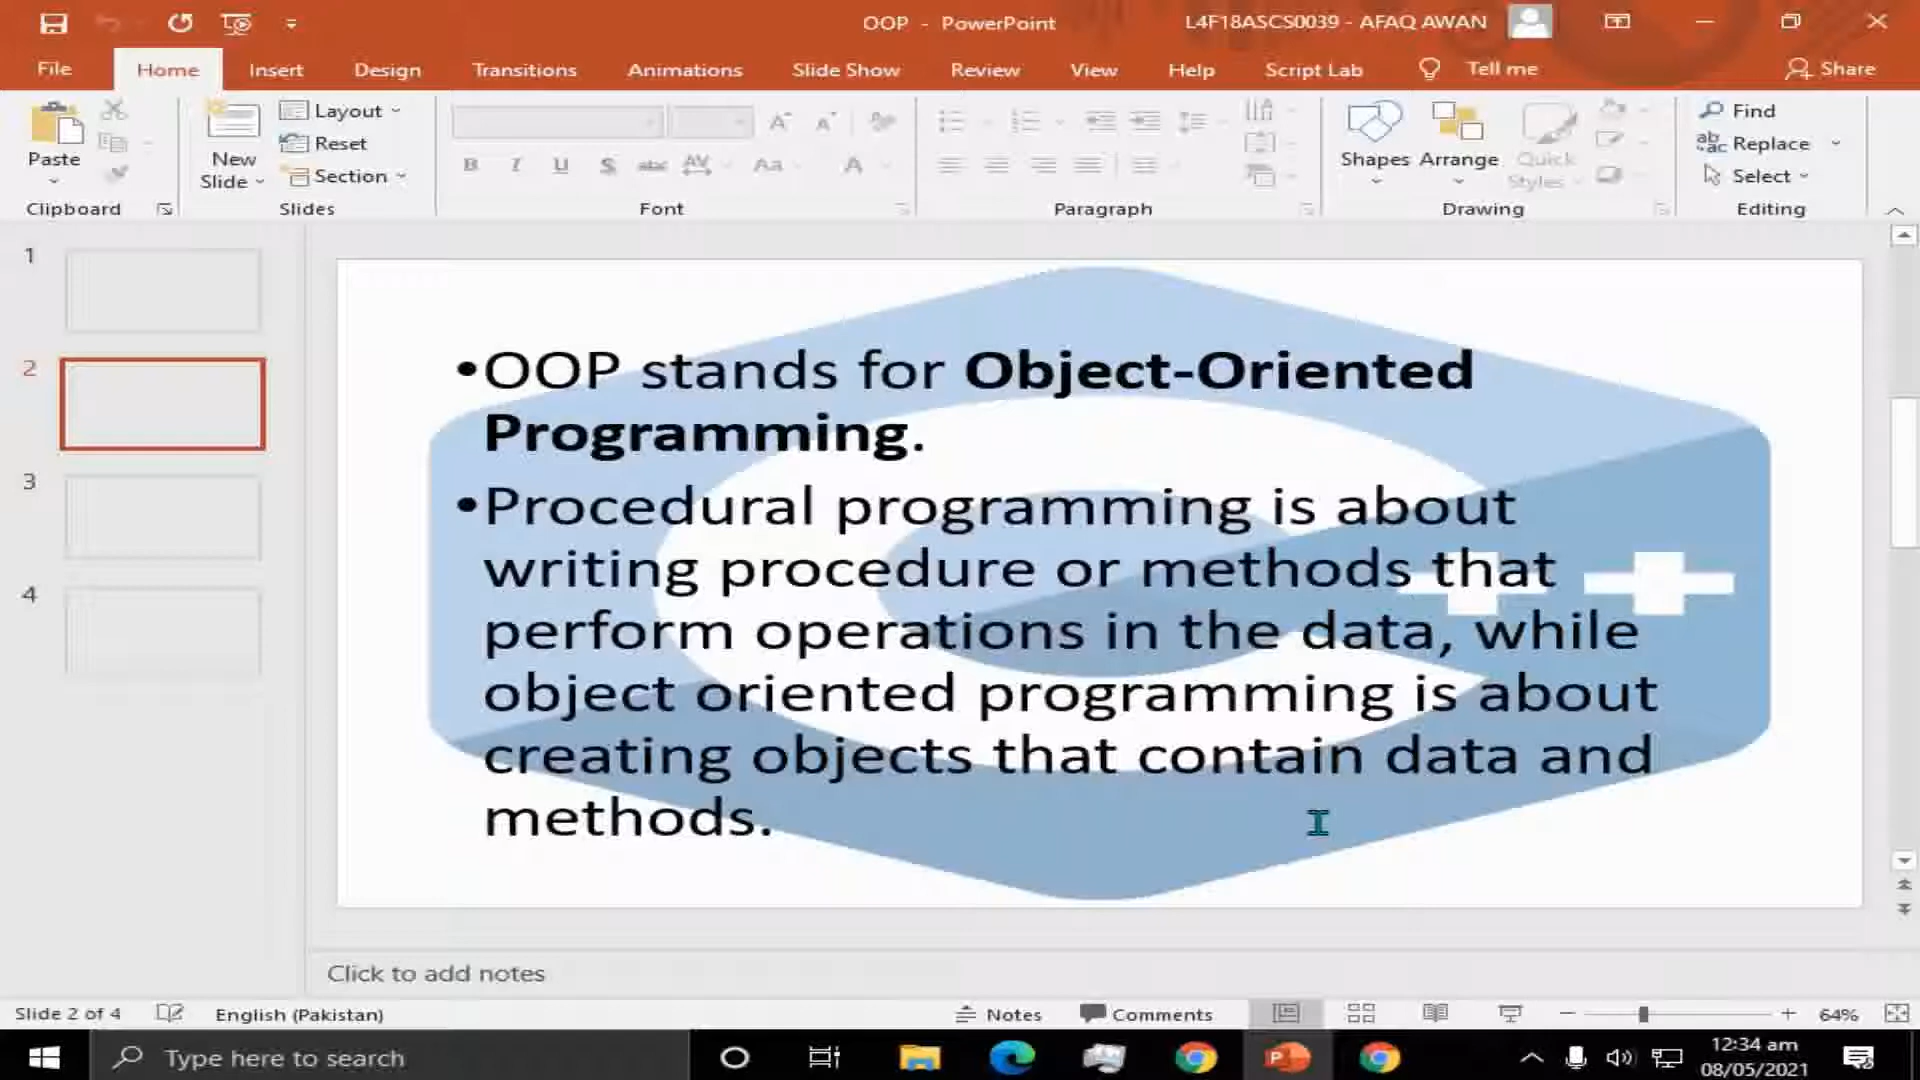 OOP - PowerPoint
L4F18ASCS0039 - AFAQ AWAN
File Home Insert Design Transitions Animations Slide Show Review View Help Script Lab Tell me Share
Paste
Clipboard
New Slide
Layout
Reset
Section
Slides
B I U S abc AV Aa A
Font
Paragraph
Shapes Arrange Quick Styles
Drawing
Find
Replace
Select
Editing
1
2
3
4
•OOP stands for Object-Oriented
Programming.
•Procedural programming is about
writing procedure or methods that
perform operations in the data, while
object oriented programming is about
creating objects that contain data and
methods.
Click to add notes
Slide 2 of 4 English (Pakistan) Notes Comments 64%
Type here to search
12:34 am
08/05/2021